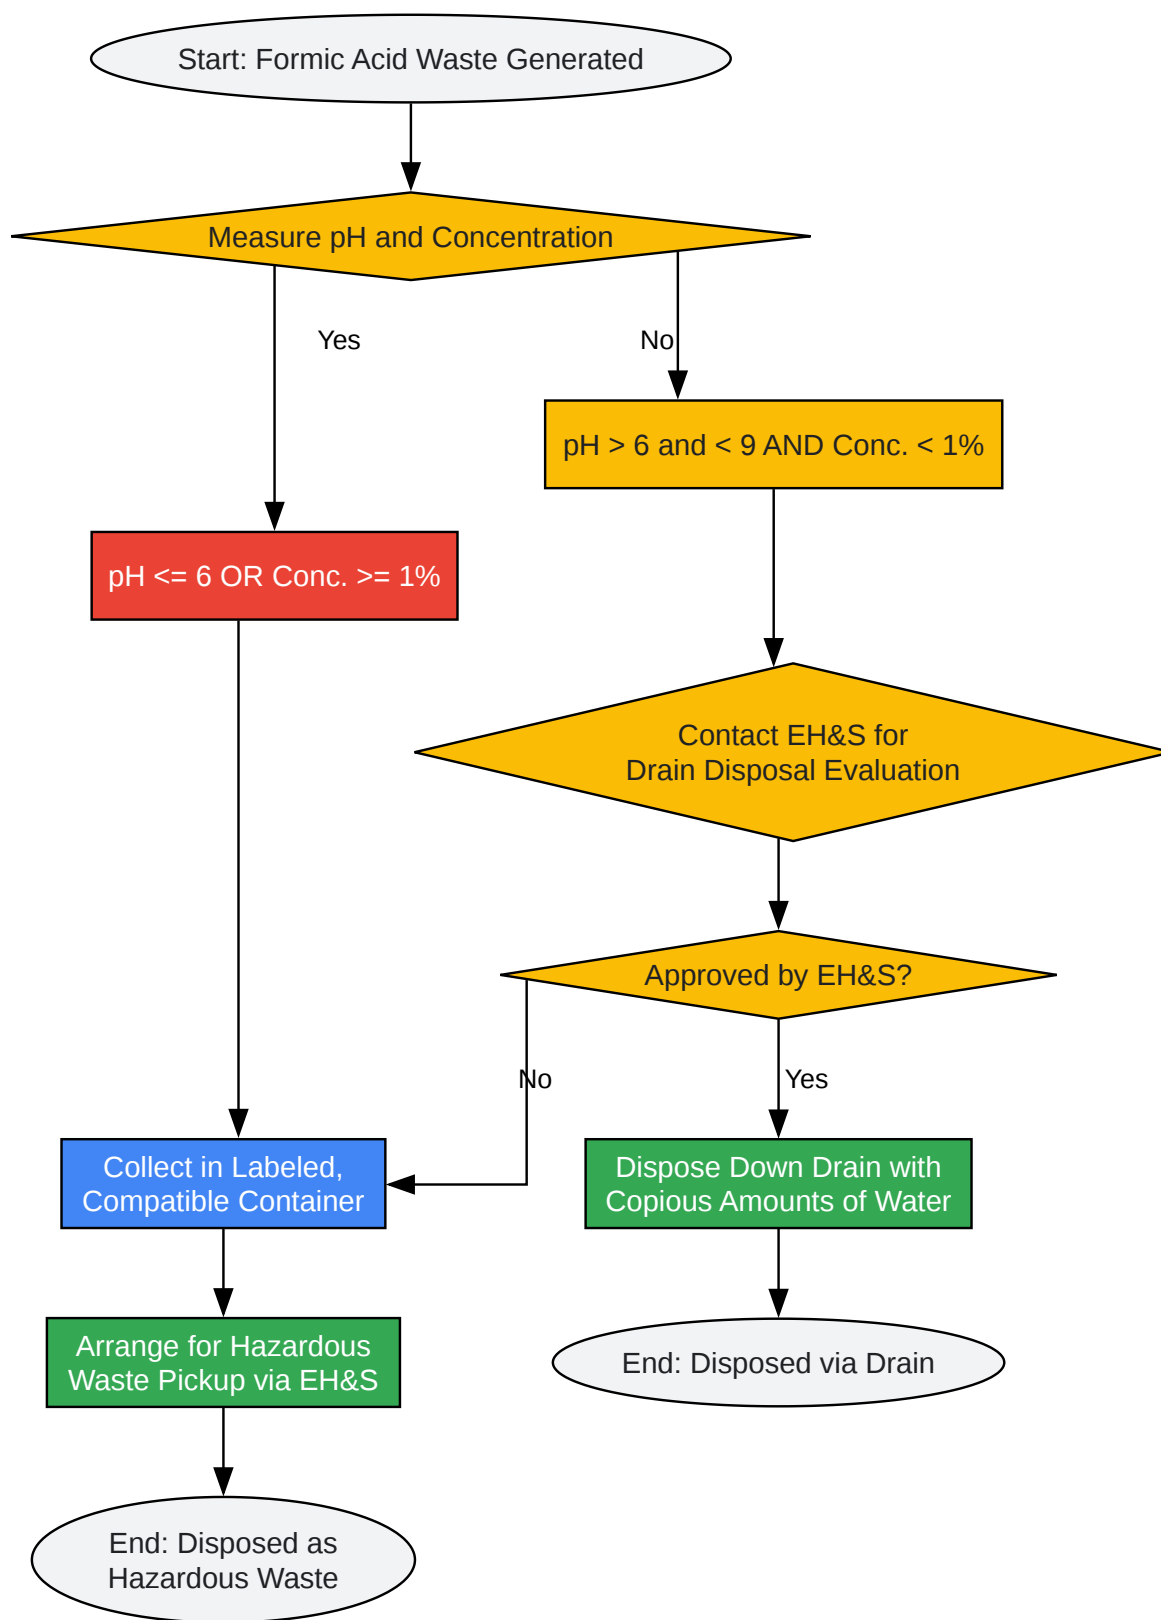 Start: Formic Acid Waste Generated
Measure pH and Concentration
Yes
No
pH > 6 and < 9 AND Conc. < 1%
pH <= 6 OR Conc. >= 1%
Contact EH&S for
Drain Disposal Evaluation
Approved by EH&S?
No
Yes
Collect in Labeled,
Compatible Container
Dispose Down Drain with
Copious Amounts of Water
Arrange for Hazardous
Waste Pickup via EH&S
End: Disposed via Drain
End: Disposed as
Hazardous Waste